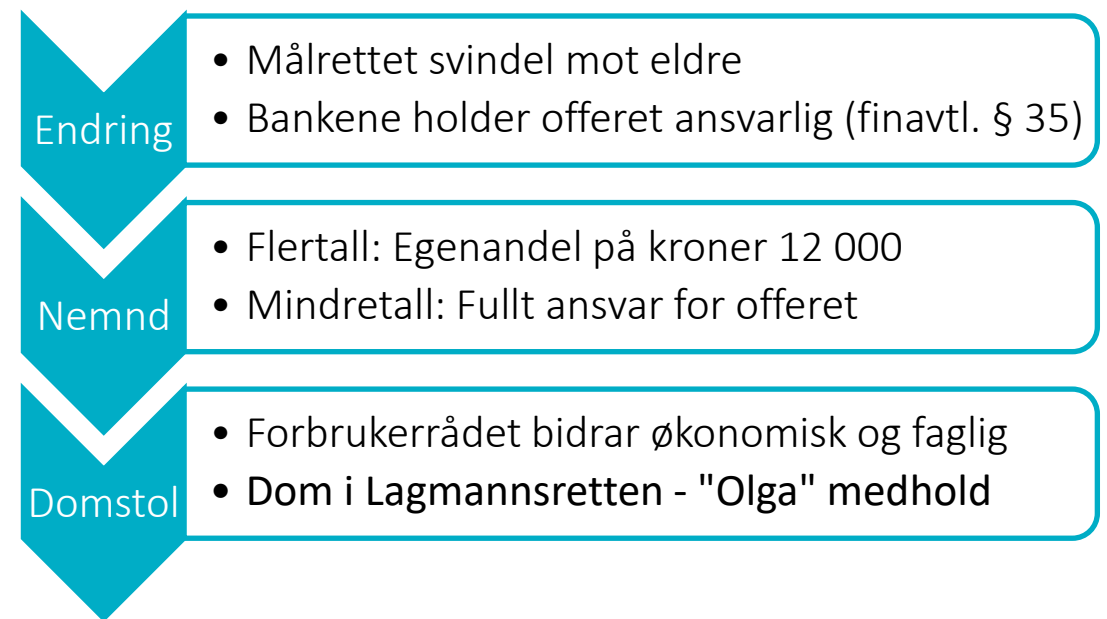 Endring
• Målrettet svindel mot eldre
• Bankene holder offeret ansvarlig (finavtl. § 35)
Nemnd
• Flertall: Egenandel på kroner 12 000
• Mindretall: Fullt ansvar for offeret
Domstol
• Forbrukerrådet bidrar økonomisk og faglig
• Dom i Lagmannsretten - "Olga" medhold